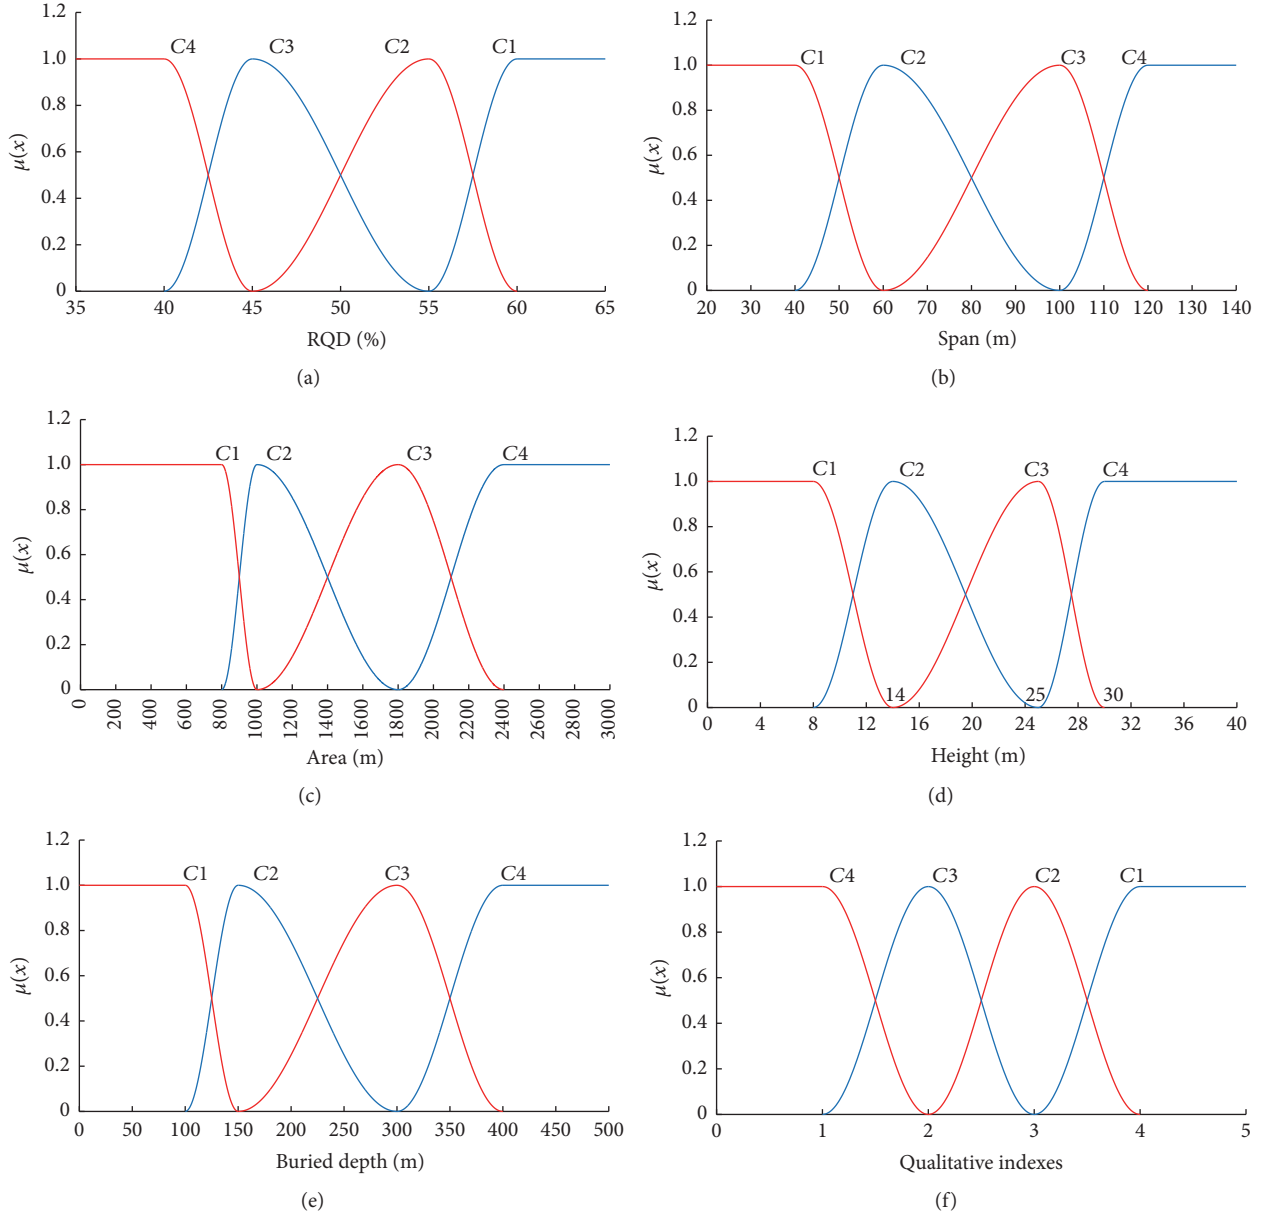 1.2
C4 C3 C2 C1
1.0
0.8
0.6
0.4
0.2
0
μ(x)
35 40 45 50 55 60 65
RQD (%)
(a)
1.2
C1 C2 C3 C4
1.0
0.8
0.6
0.4
0.2
0
μ(x)
20 30 40 50 60 70 80 90 100 110 120 130 140
Span (m)
(b)
1.2
C1 C2 C3 C4
1.0
0.8
0.6
0.4
0.2
0
μ(x)
0 200 400 600 800 1000 1200 1400 1600 1800 2000 2200 2400 2600 2800 3000
Area (m)
(c)
1.2
C1 C2 C3 C4
1.0
0.8
0.6
0.4
0.2
0
μ(x)
14 25 30
0 4 8 12 16 20 24 28 32 36 40
Height (m)
(d)
1.2
C1 C2 C3 C4
1.0
0.8
0.6
0.4
0.2
0
μ(x)
0 50 100 150 200 250 300 350 400 450 500
Buried depth (m)
(e)
1.2
C4 C3 C2 C1
1.0
0.8
0.6
0.4
0.2
0
μ(x)
0 1 2 3 4 5
Qualitative indexes
(f)